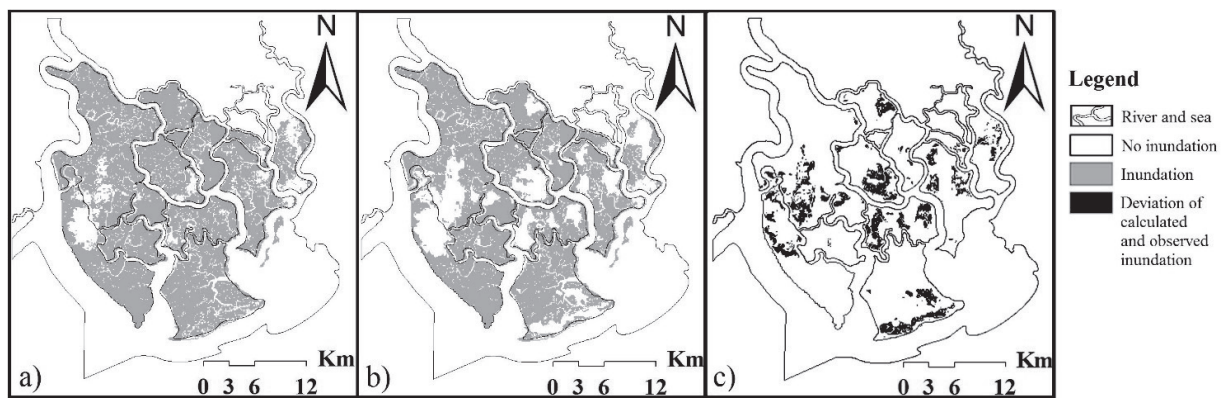 N
N
N
Km
0 3 6 12
a)
Km
0 3 6 12
b)
Km
0 3 6 12
c)
Legend
River and sea
No inundation
Inundation
Deviation of
calculated
and observed
inundation